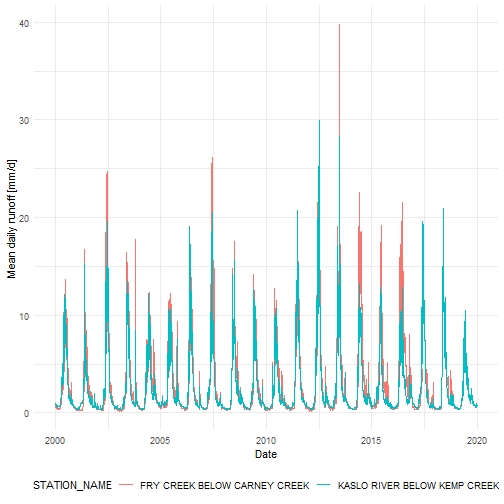 40
30
20
10
0
Mean daily runoff [mm/d]
2000 2005 2010 2015 2020
Date
STATION_NAME FRY CREEK BELOW CARNEY CREEK KASLO RIVER BELOW KEMP CREEK